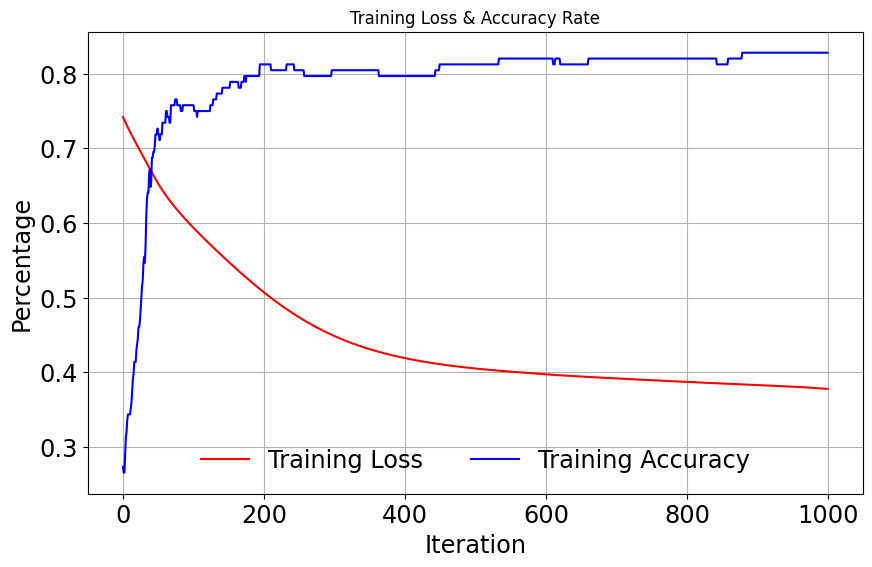 Training Loss & Accuracy Rate
Percentage
0.8
0.7
0.6
0.5
0.4
0.3
Training Loss
Training Accuracy
0
200
400
600
800
1000
Iteration